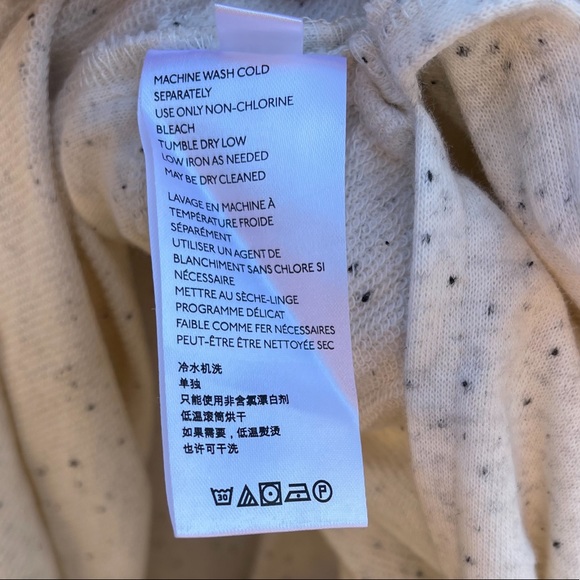 MACHINE WASH COLD
SEPARATELY
USE ONLY NON-CHLORINE
BLEACH
TUMBLE DRY LOW
LOW IRON AS NEEDED
MAY BE DRY CLEANED
LAVAGE EN MACHINE À
TEMPÉRATURE FROIDE
SÉPARÉMENT
UTILISER UN AGENT DE
BLANCHIMENT SANS CHLORE SI
NÉCESSAIRE
METTRE AU SÈCHE-LINGE
PROGRAMME DÉLICAT
FAIBLE COMME FER NÉCESSAIRES
PEUT-ÊTRE ÊTRE NETTOYÉE SEC
冷水机洗
单独
只能使用非含氯漂白剂
低温滚筒烘干
如果需要，低温熨烫
也许可干洗
30 P